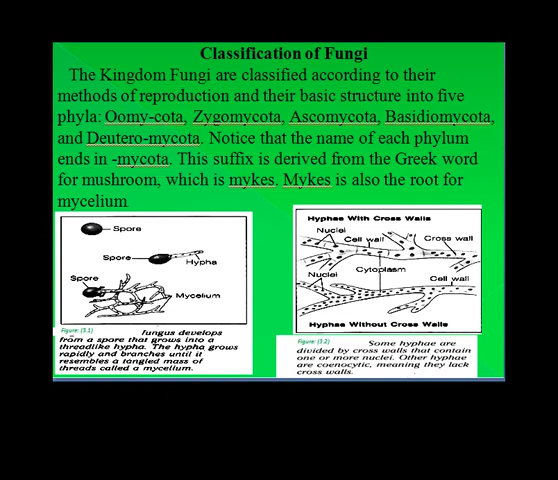 Classification of Fungi
The Kingdom Fungi are classified according to their
methods of reproduction and their basic structure into five
phyla: Oomy-cota, Zygomycota, Ascomycota, Basidiomycota,
and Deutero-mycota. Notice that the name of each phylum
ends in -mycota. This suffix is derived from the Greek word
for mushroom, which is mykes. Mykes is also the root for
mycelium
Spore
Spore
Hypha
Spore
Mycelium
Figure: (3.1) fungus develops
from a spore that grows into a
threadlike hypha. The hypha grows
rapidly and branches until it
resembles a tangled mass of
threads called a mycelium.
Hyphae With Cross Walls
Nuclei
Cell wall
Cross wall
Nuclei
Cytoplasm
Cell wall
Hyphae Without Cross Walls
Figure: (3.2) Some hyphae are
divided by cross walls that contain
one or more nuclei. Other hyphae
are coenocytic, meaning they lack
cross walls.